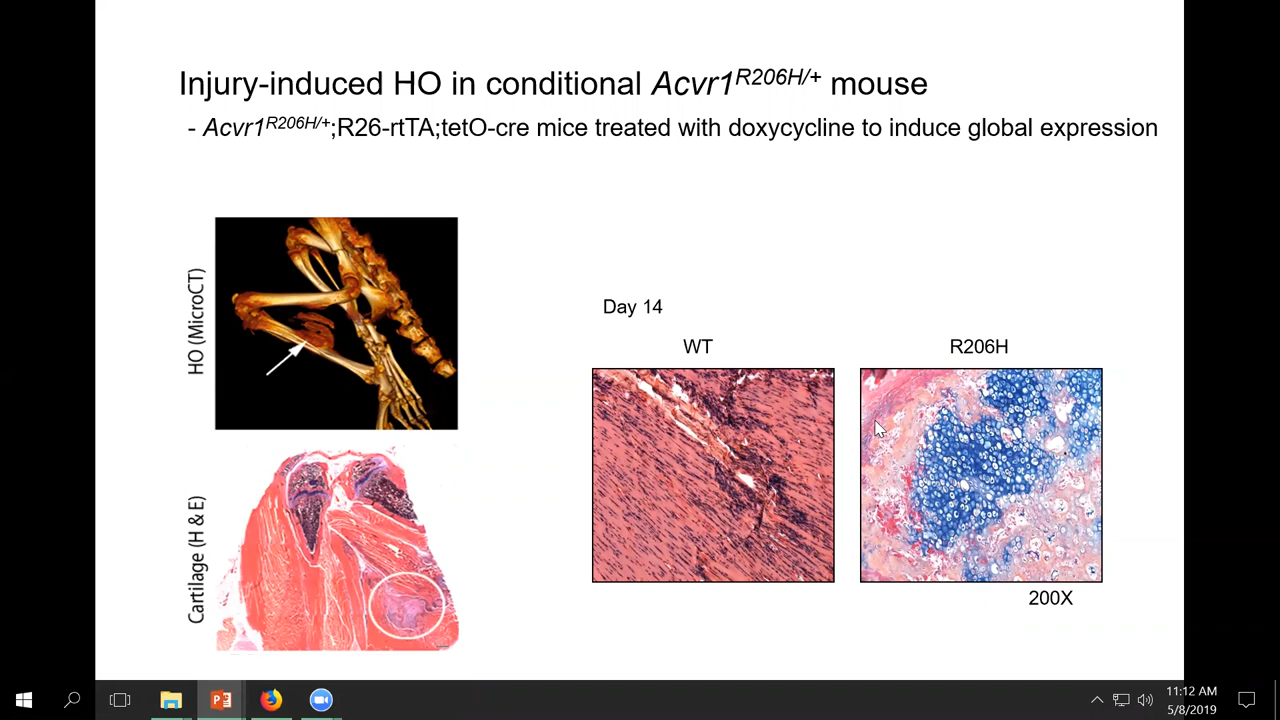 Injury-induced HO in conditional Acvr1R206H/+ mouse
- Acvr1R206H/+;R26-rtTA;tetO-cre mice treated with doxycycline to induce global expression
HO (MicroCT)
Cartilage (H & E)
Day 14
WT
R206H
200X
11:12 AM
5/8/2019